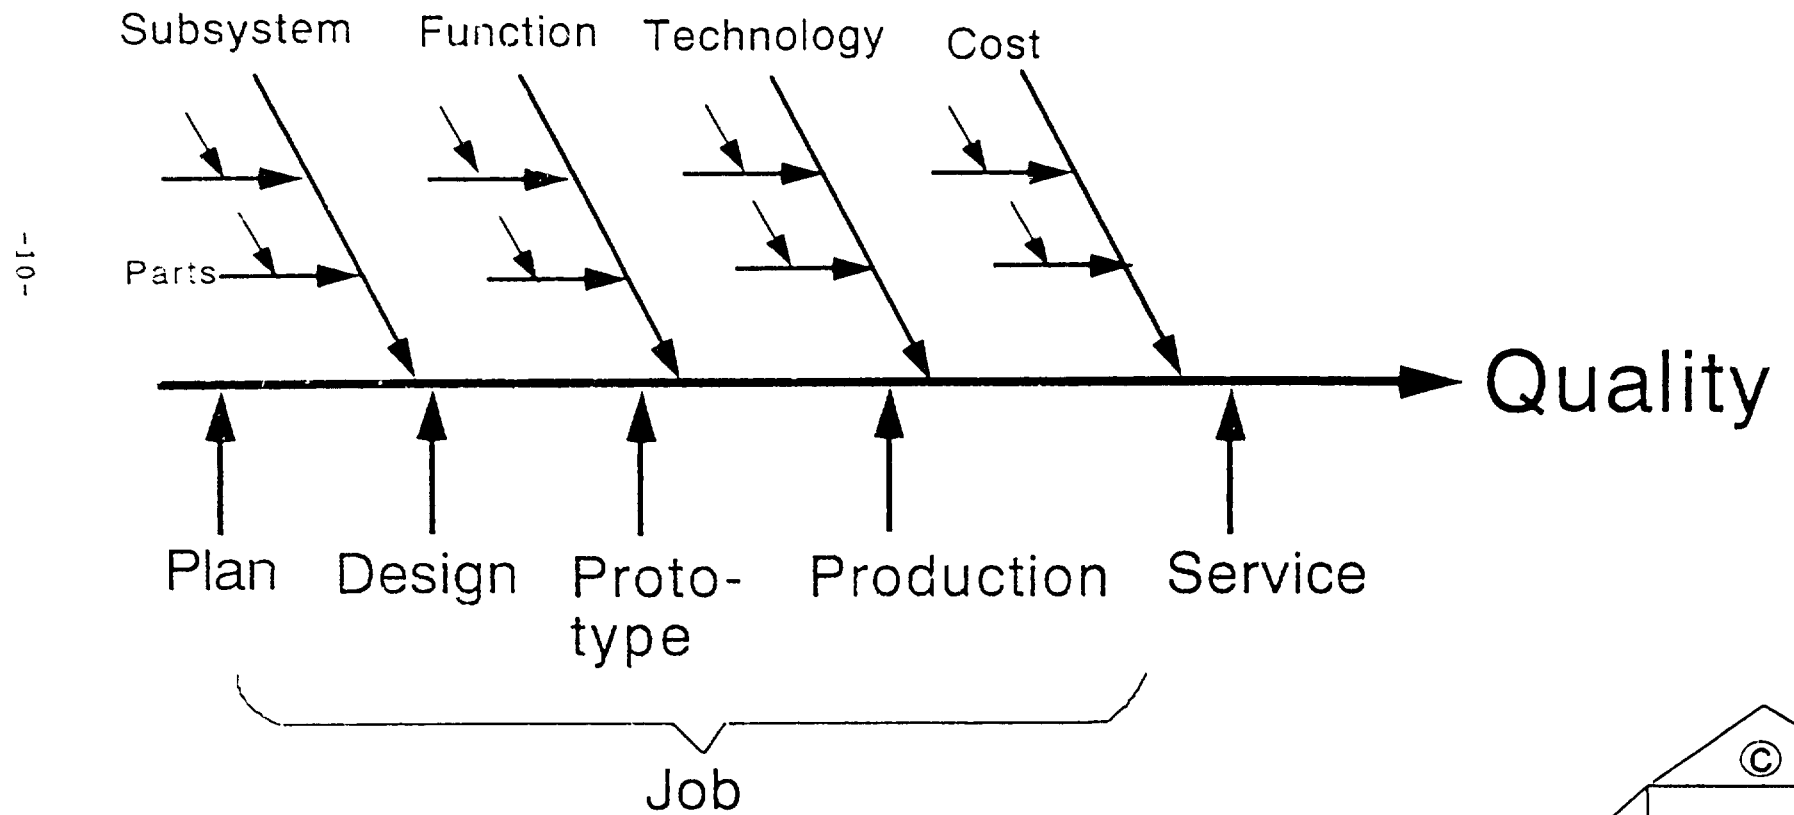 Subsystem Function Technology Cost
-10-
Parts
Quality
Plan Design Proto- Production Service
type
Job
©